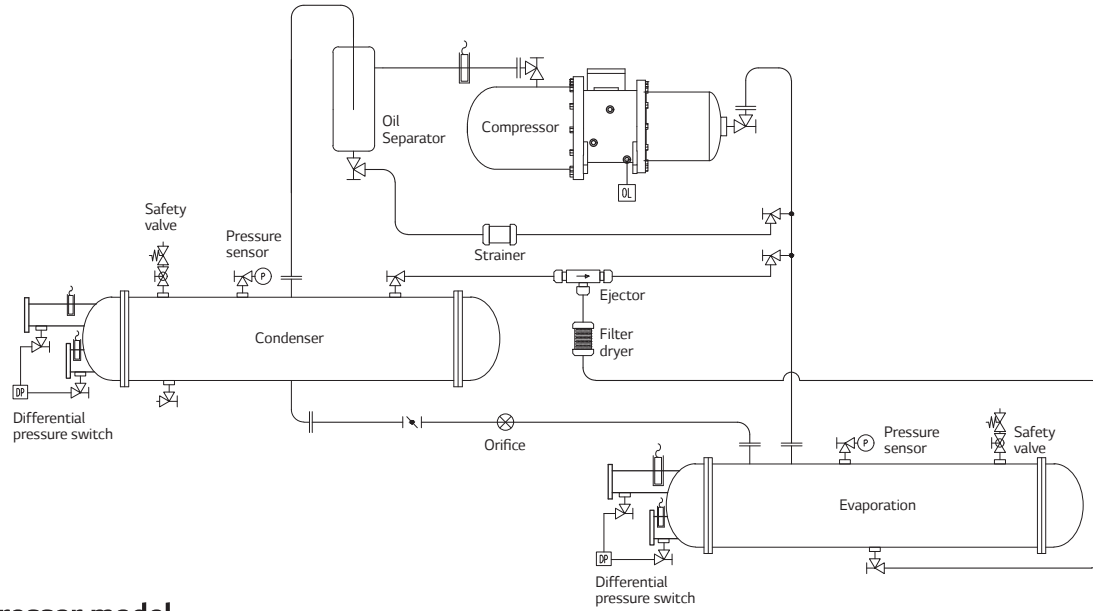 Oil
Separator
Compressor
OL
Safety
valve
Pressure
sensor
P
Strainer
Ejector
Filter
dryer
Condenser
DP
Differential
pressure switch
Orifice
Pressure
sensor
P
Safety
valve
Evaporation
DP
Differential
pressure switch